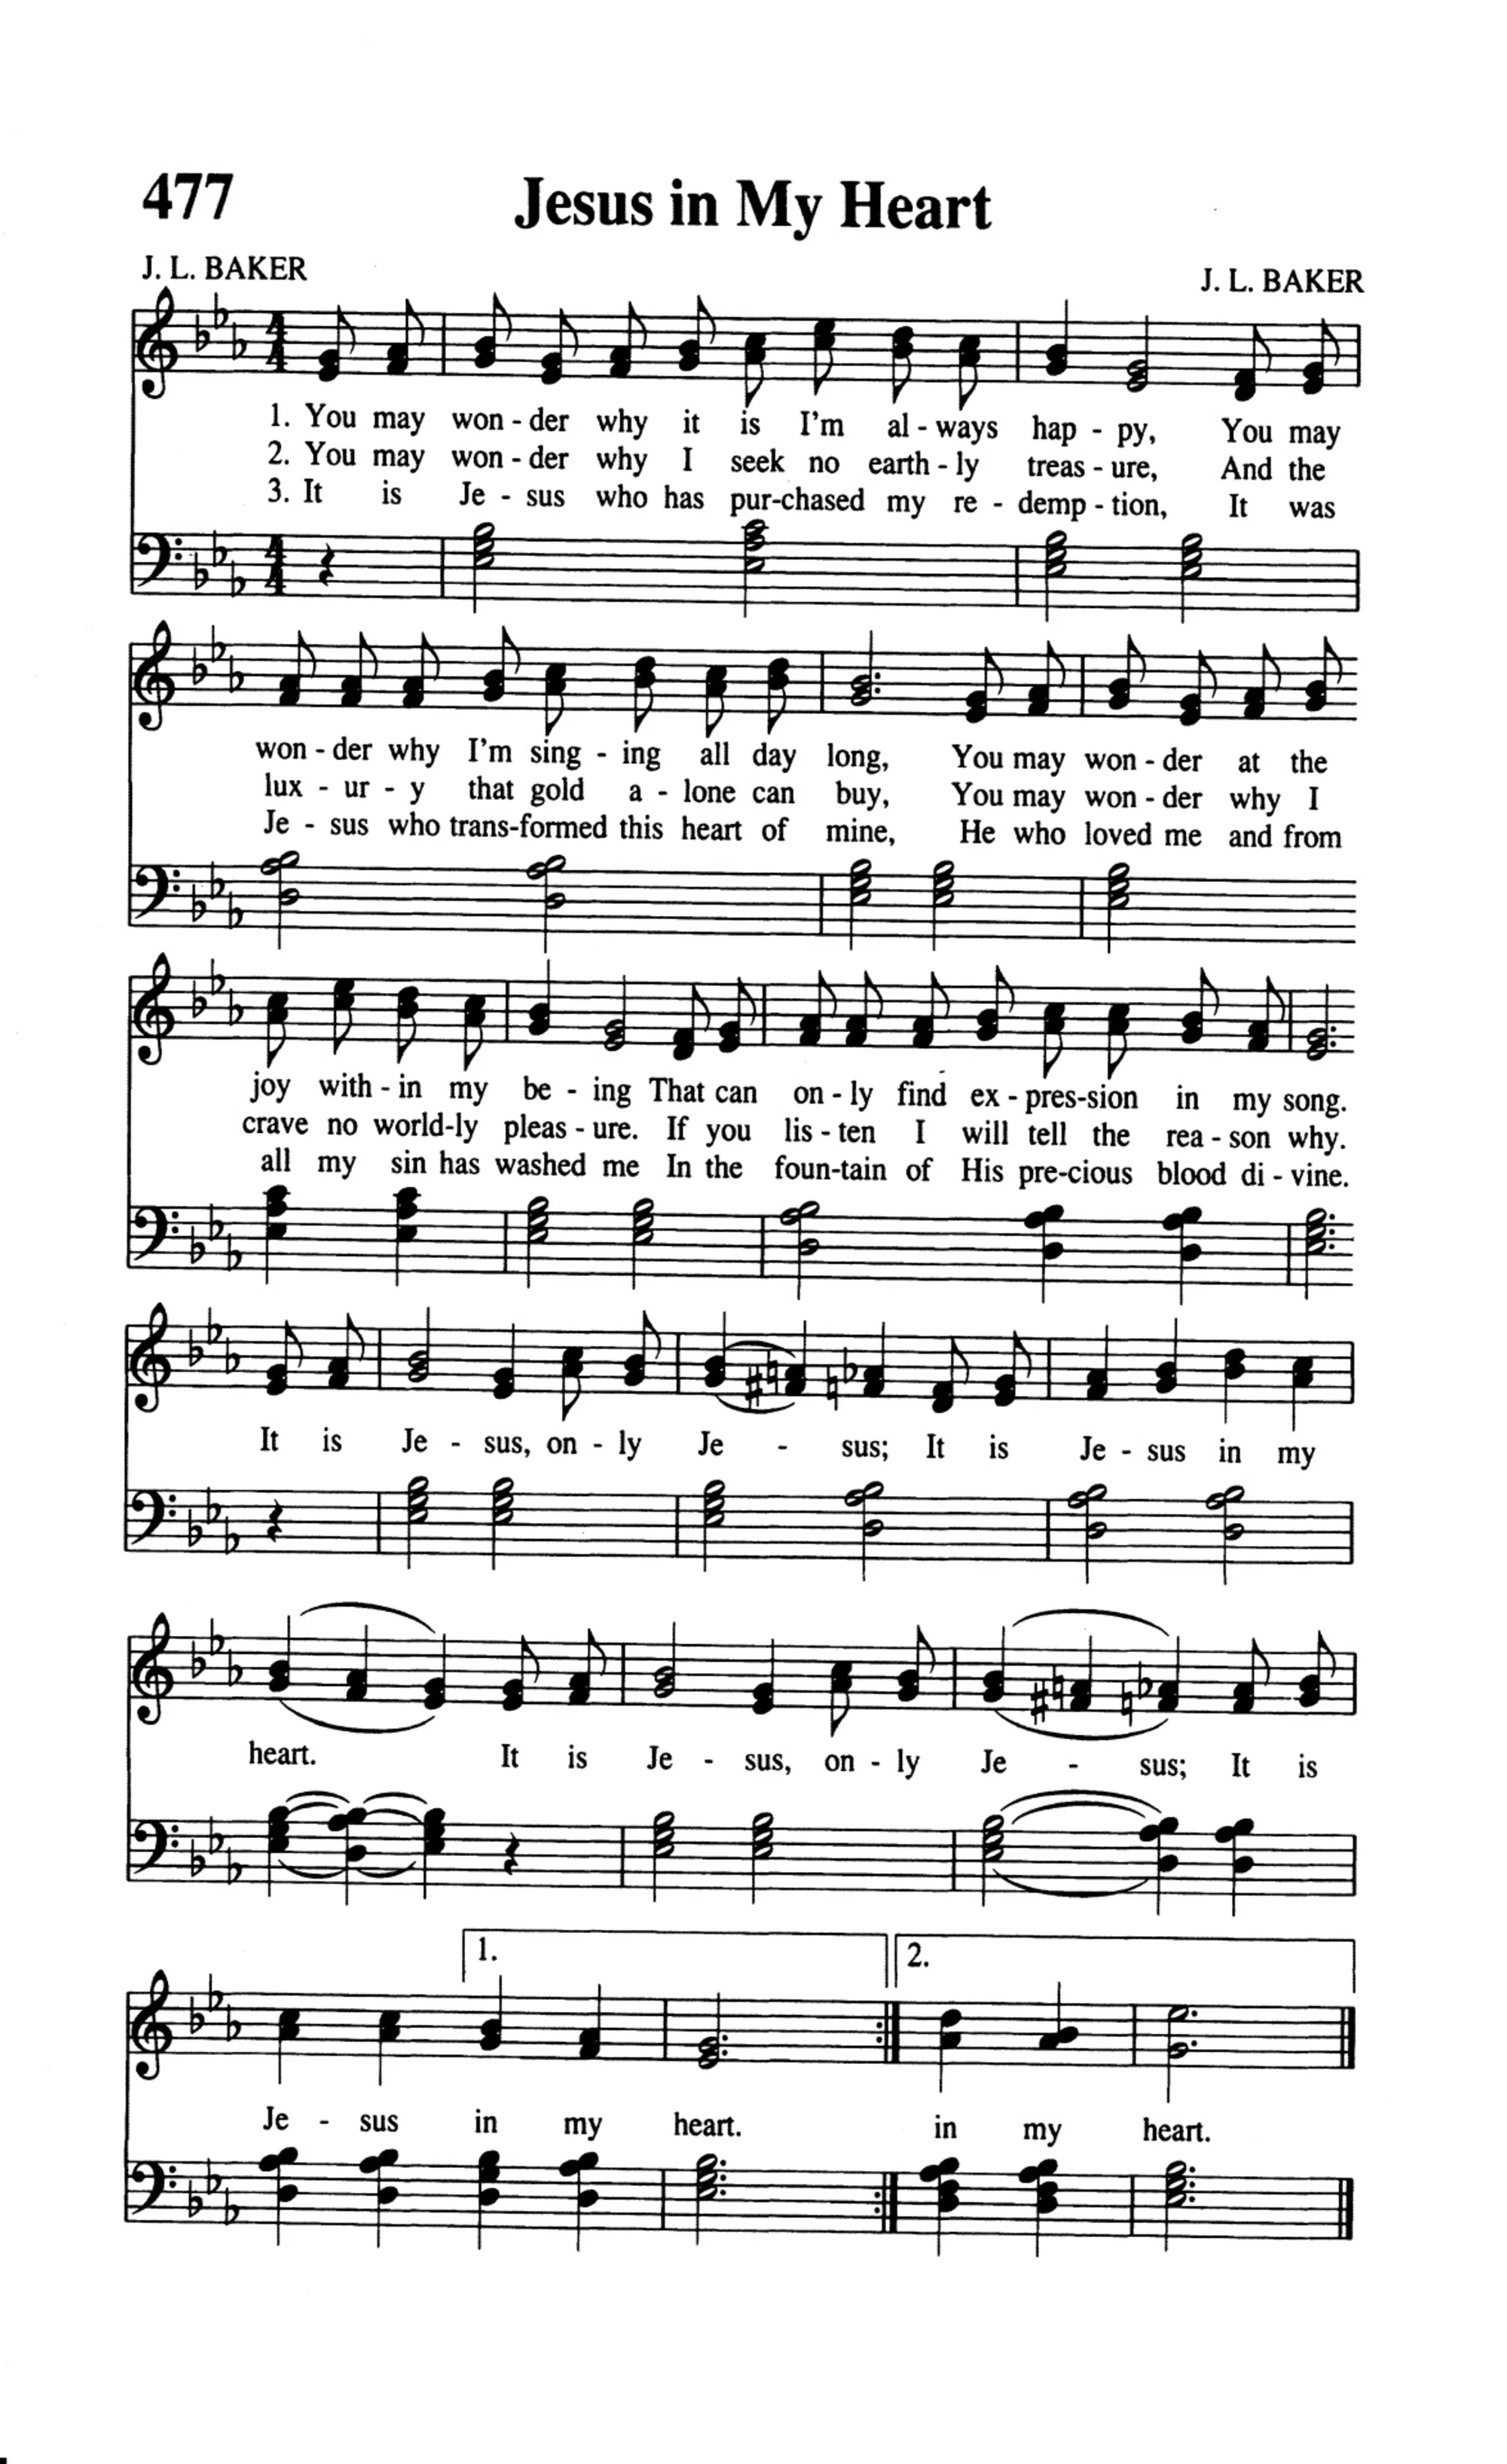 477
Jesus in My Heart
J. L. BAKER
J. L. BAKER
4
4
1. You may won - der why it is I'm al - ways hap - py, You may
2. You may won - der why I seek no earth - ly treas - ure, And the
3. It is Je - sus who has pur-chased my re - demp - tion, It was
4
4
won - der why I'm sing - ing all day long, You may won - der at the
lux - ur - y that gold a - lone can buy, You may won - der why I
Je - sus who trans-formed this heart of mine, He who loved me and from
joy with - in my be - ing That can on - ly find ex - pres-sion in my song.
crave no world-ly pleas - ure. If you lis - ten I will tell the rea - son why.
all my sin has washed me In the foun-tain of His pre-cious blood di - vine.
It is Je - sus, on - ly Je - sus; It is Je - sus in my
heart. It is Je - sus, on - ly Je - sus; It is
1. 2.
Je - sus in my heart. in my heart.